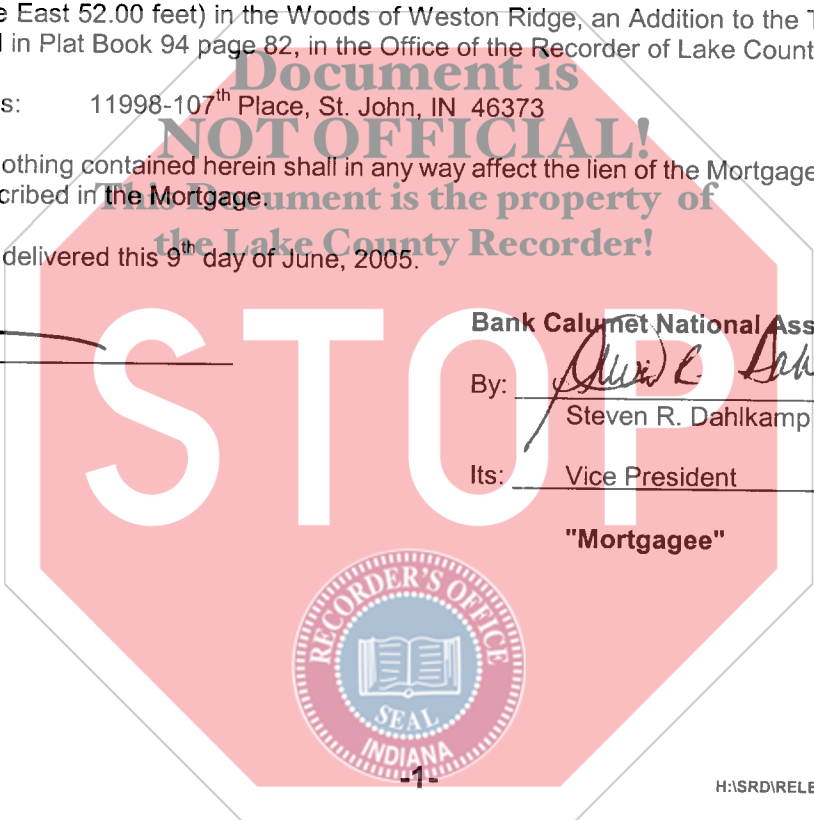 e East 52.00 feet) in the Woods of Weston Ridge, an Addition to the T
in Plat Book 94 page 82, in the Office of the Recorder of Lake Count
Document is
s: 11998-107th Place, St. John, IN 46373
NOT OFFICIAL!
othing contained herein shall in any way affect the lien of the Mortgage
cribed in the Mortgage.
This Document is the property of
the Lake County Recorder!
delivered this 9th day of June, 2005.
STOP
Bank Calumet National Ass
By:
Steven R. Dahlkamp
Its: Vice President
"Mortgagee"
RECORDER'S OFFICE
SEAL
INDIANA
-1-
H:\SRD\RELE